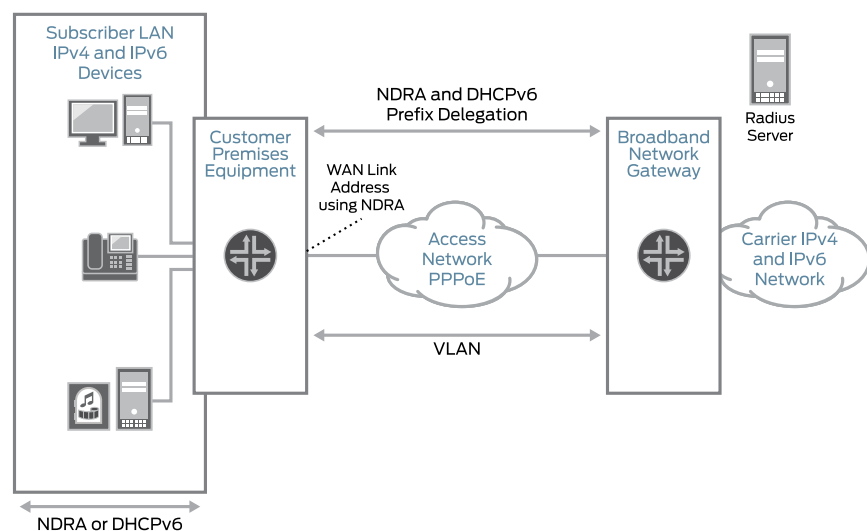 Subscriber LAN
IPv4 and IPv6
Devices
NDRA and DHCPv6
Prefix Delegation
Radius
Server
Customer
Premises
Equipment
Broadband
Network
Gateway
WAN Link
Address
using NDRA
Access
Network
PPPoE
Carrier IPv4
and IPv6
Network
VLAN
NDRA or DHCPv6